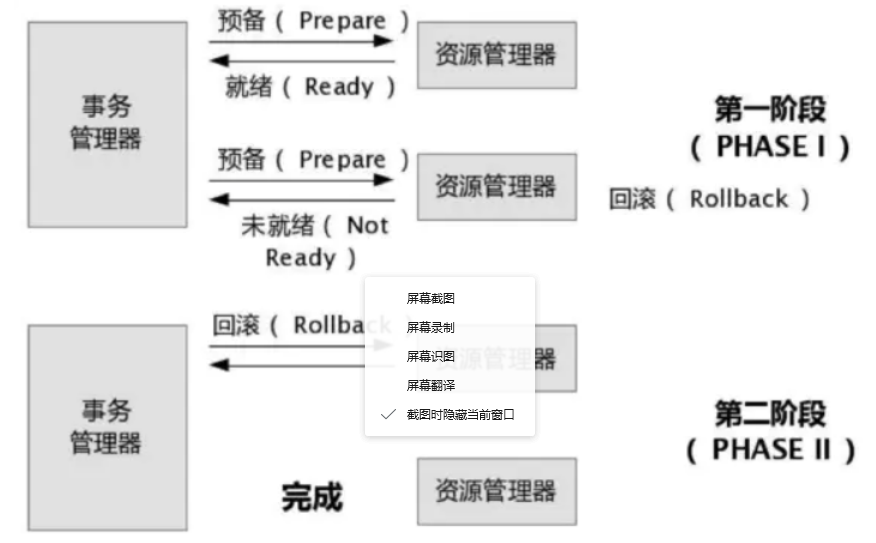 预备（ Prepare ）
资源管理器
就绪（ Ready ）
事务
管理器
第一阶段
（ PHASE I ）
预备（ Prepare ）
资源管理器
回滚（ Rollback ）
未就绪（ Not
Ready ）
回滚（ Rollback ）
资源管理器
屏幕截图
屏幕录制
屏幕识图
屏幕翻译
截图时隐藏当前窗口
事务
管理器
第二阶段
（ PHASE II ）
完成
资源管理器